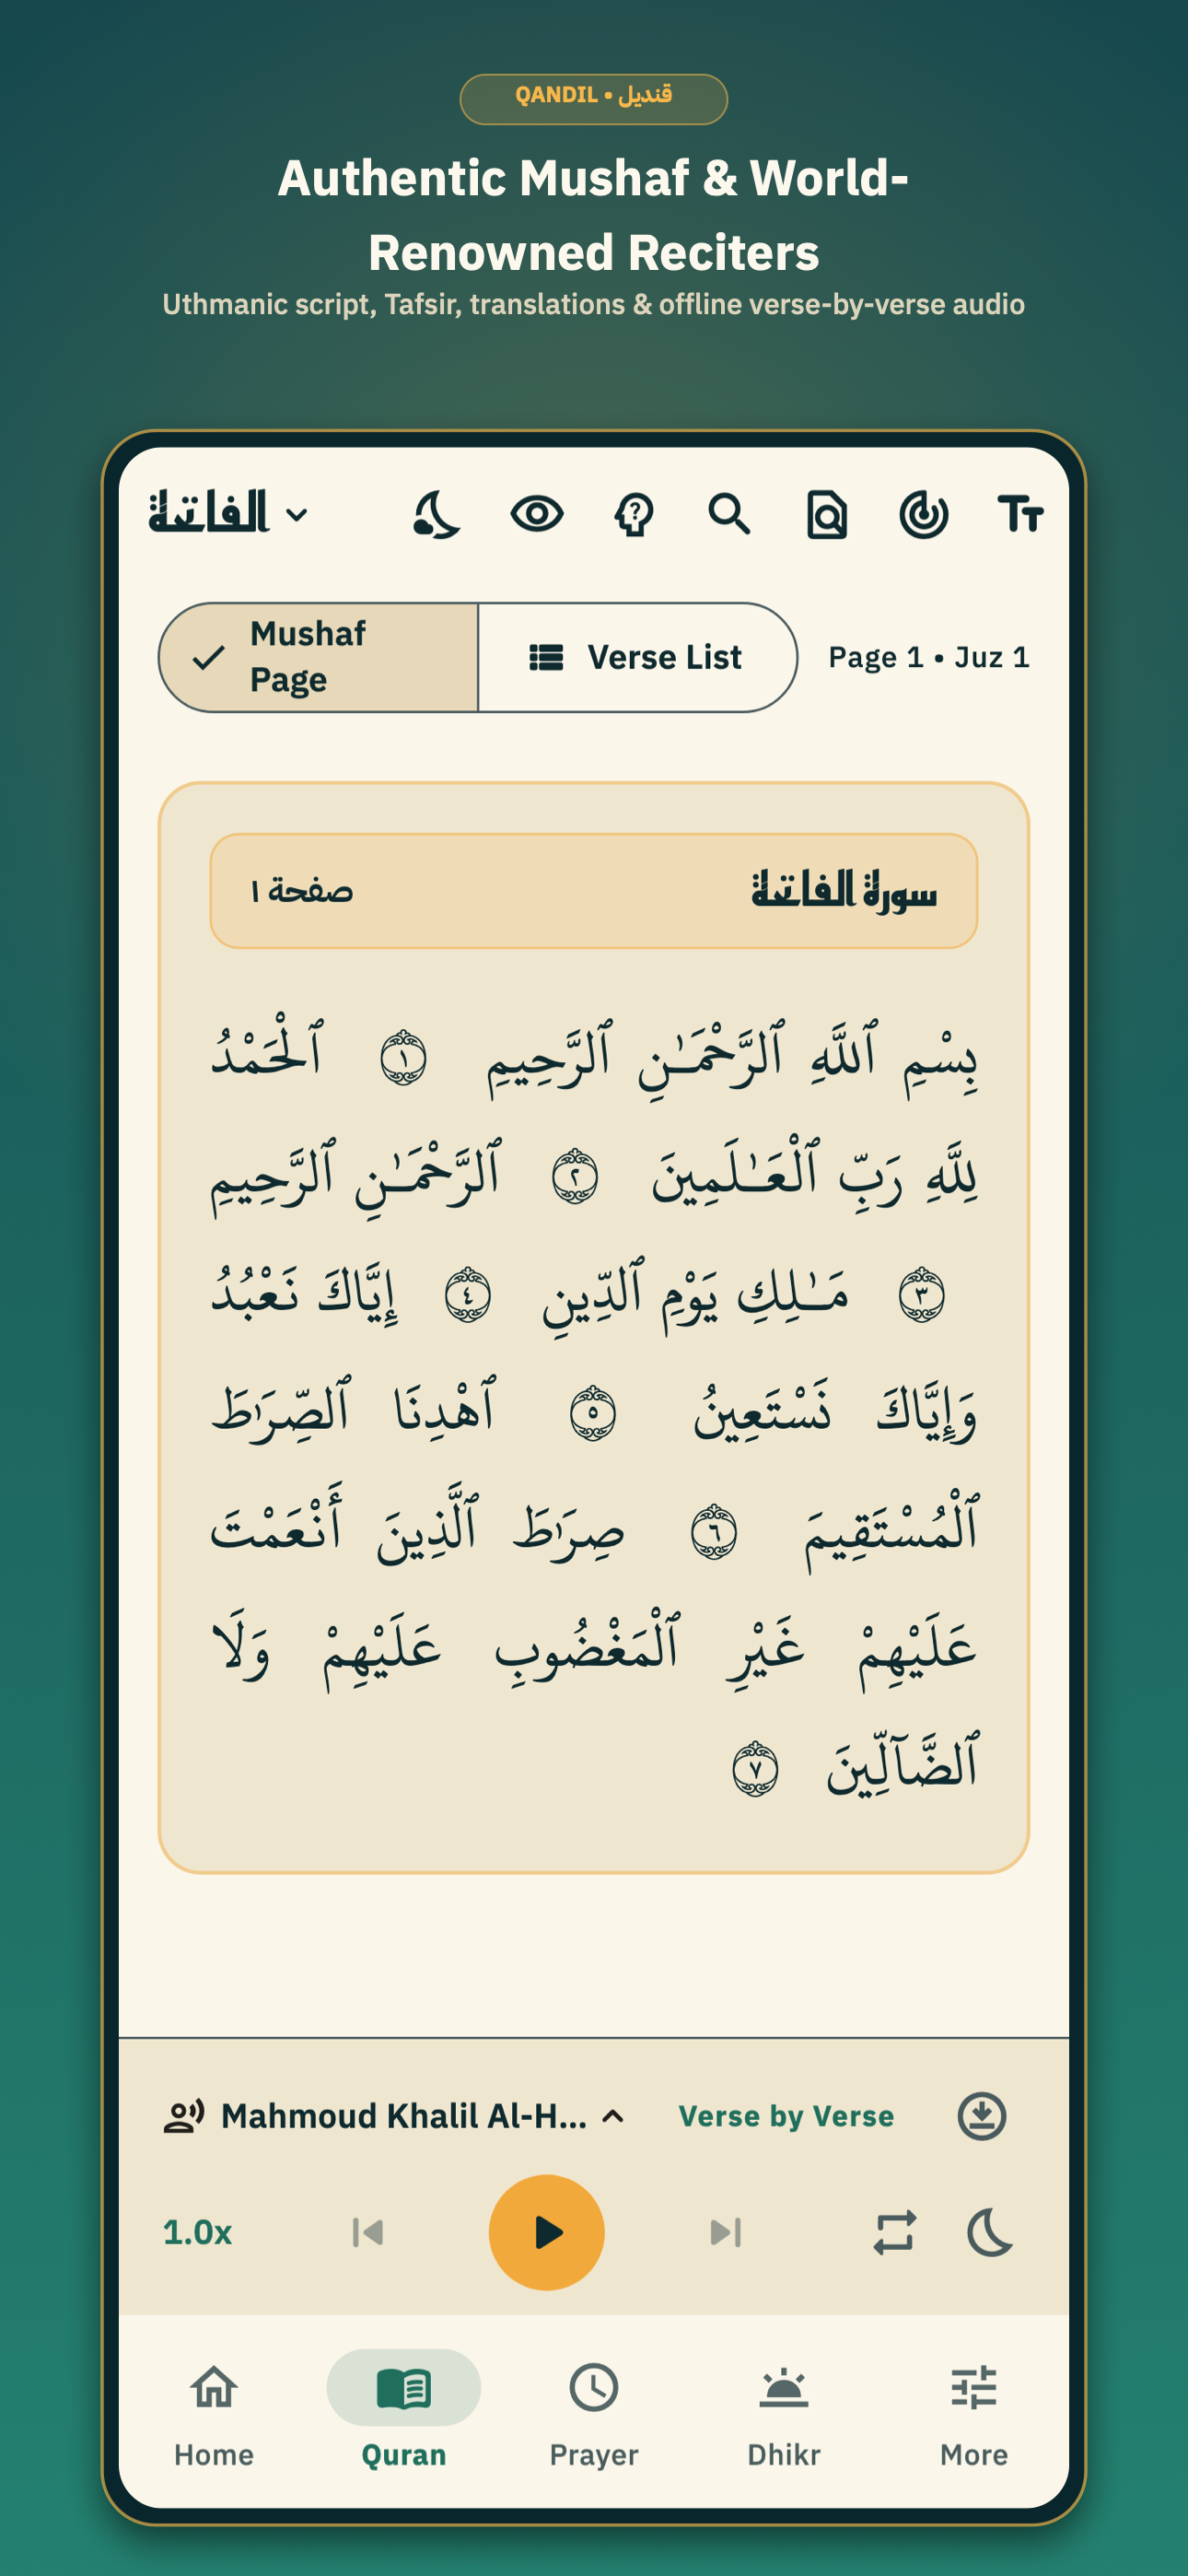 QANDIL • قنديل
Authentic Mushaf & World-
Renowned Reciters
Uthmanic script, Tafsir, translations & offline verse-by-verse audio
الفاتحة
Mushaf
Page
Verse List
Page 1 • Juz 1
سورة الفاتحة
صفحة ١
بِسْمِ ٱللَّهِ ٱلرَّحْمَـٰنِ ٱلرَّحِيمِ ١ ٱلْحَمْدُ
لِلَّهِ رَبِّ ٱلْعَـٰلَمِينَ ٢ ٱلرَّحْمَـٰنِ ٱلرَّحِيمِ
٣ مَـٰلِكِ يَوْمِ ٱلدِّينِ ٤ إِيَّاكَ نَعْبُدُ
وَإِيَّاكَ نَسْتَعِينُ ٥ ٱهْدِنَا ٱلصِّرَٰطَ
ٱلْمُسْتَقِيمَ ٦ صِرَٰطَ ٱلَّذِينَ أَنْعَمْتَ
عَلَيْهِمْ غَيْرِ ٱلْمَغْضُوبِ عَلَيْهِمْ وَلَا
ٱلضَّآلِّينَ ٧
Mahmoud Khalil Al-H...
Verse by Verse
1.0x
Home
Quran
Prayer
Dhikr
More